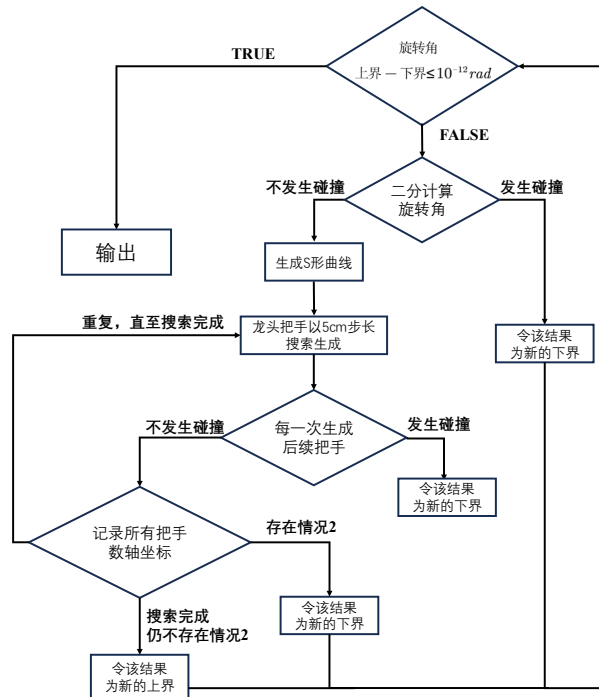 旋转角
上界 − 下界≤10⁻¹²rad
TRUE
FALSE
二分计算
旋转角
不发生碰撞
发生碰撞
输出
生成S形曲线
重复，直至搜索完成
龙头把手以5cm步长
搜索生成
令该结果
为新的下界
每一次生成
后续把手
不发生碰撞
发生碰撞
令该结果
为新的下界
记录所有把手
数轴坐标
存在情况2
令该结果
为新的下界
搜索完成
仍不存在情况2
令该结果
为新的上界